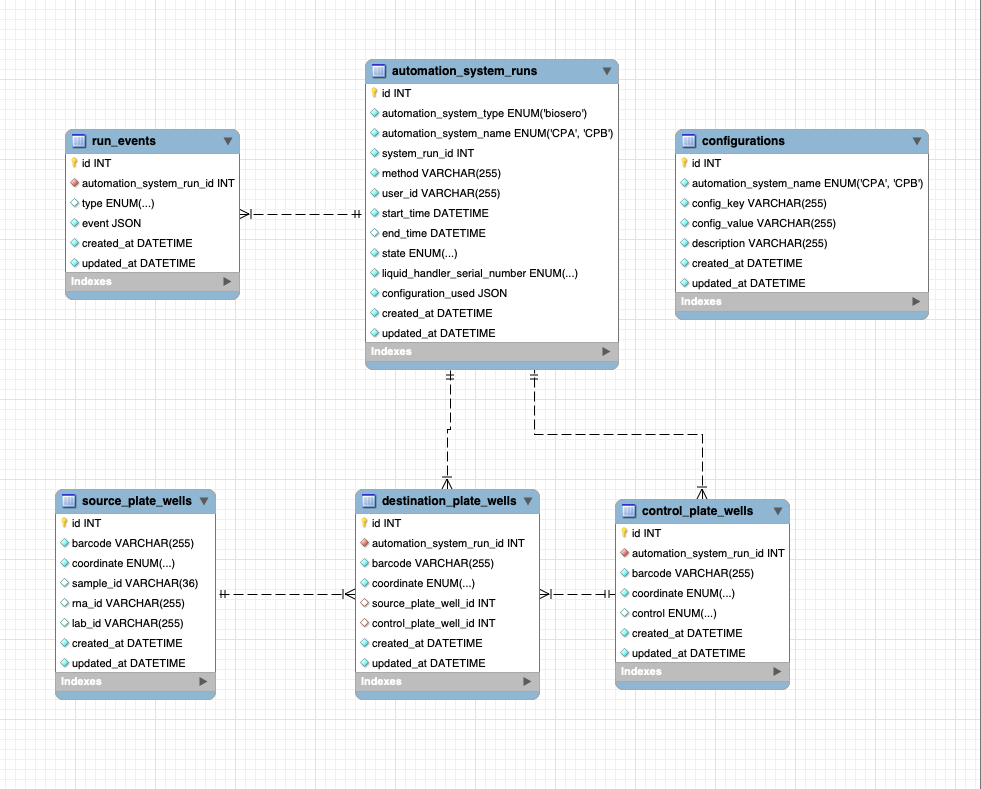 automation_system_runs
id INT
automation_system_type ENUM('biosero')
automation_system_name ENUM('CPA', 'CPB')
system_run_id INT
method VARCHAR(255)
user_id VARCHAR(255)
start_time DATETIME
end_time DATETIME
state ENUM(...)
liquid_handler_serial_number ENUM(...)
configuration_used JSON
created_at DATETIME
updated_at DATETIME
Indexes
run_events
id INT
automation_system_run_id INT
type ENUM(...)
event JSON
created_at DATETIME
updated_at DATETIME
Indexes
configurations
id INT
automation_system_name ENUM('CPA', 'CPB')
config_key VARCHAR(255)
config_value VARCHAR(255)
description VARCHAR(255)
created_at DATETIME
updated_at DATETIME
Indexes
source_plate_wells
id INT
barcode VARCHAR(255)
coordinate ENUM(...)
sample_id VARCHAR(36)
rna_id VARCHAR(255)
lab_id VARCHAR(255)
created_at DATETIME
updated_at DATETIME
Indexes
destination_plate_wells
id INT
automation_system_run_id INT
barcode VARCHAR(255)
coordinate ENUM(...)
source_plate_well_id INT
control_plate_well_id INT
created_at DATETIME
updated_at DATETIME
Indexes
control_plate_wells
id INT
automation_system_run_id INT
barcode VARCHAR(255)
coordinate ENUM(...)
control ENUM(...)
created_at DATETIME
updated_at DATETIME
Indexes